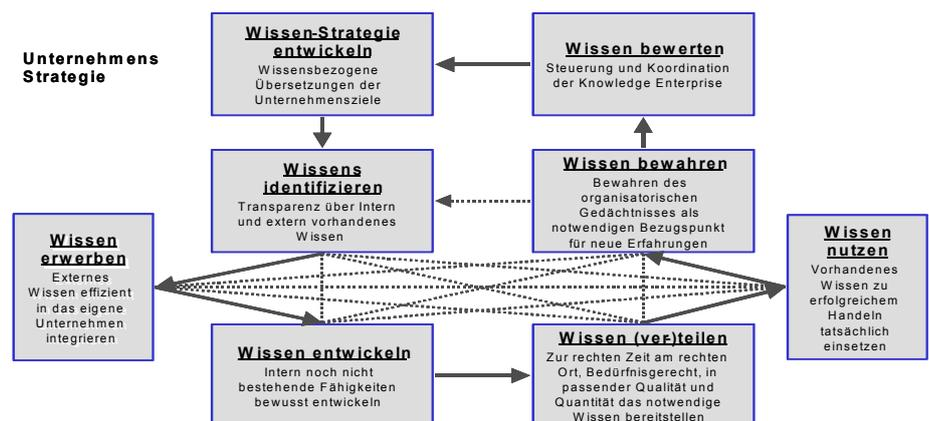 Unternehmens
Strategie
Wissen-Strategie
entwickeln
Wissensbezogene
Übersetzungen der
Unternehmensziele
Wissen bewerten
Steuerung und Koordination
der Knowledge Enterprise
Wissens
identifizieren
Transparenz über Intern
und extern vorhandenes
Wissen
Wissen bewahren
Bewahren des
organisatorischen
Gedächtnisses als
notwendigen Bezugspunkt
für neue Erfahrungen
Wissen
erwerben
Externes
Wissen effizient
in das eigene
Unternehmen
integrieren
Wissen
nutzen
Vorhandenes
Wissen zu
erfolgreichem
Handeln
tatsächlich
einsetzen
Wissen entwickeln
Intern noch nicht
bestehende Fähigkeiten
bewusst entwickeln
Wissen (ver-)teilen
Zur rechten Zeit am rechten
Ort, Bedürfnisgerecht, in
passender Qualität und
Quantität das notwendige
Wissen bereitstellen